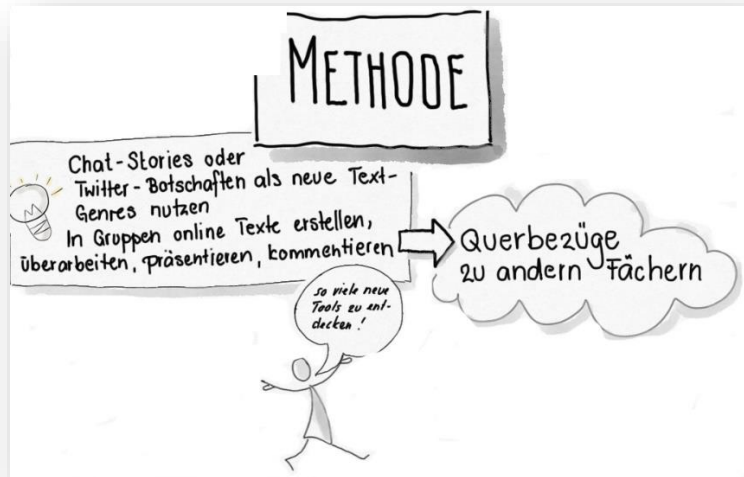 METHODE
Chat-Stories oder
Twitter-Botschaften als neue Text-
Genres nutzen
In Gruppen online Texte erstellen,
überarbeiten, präsentieren, kommentieren
Querbezüge
zu andern Fächern
so viele neue
Tools zu ent-
decken!